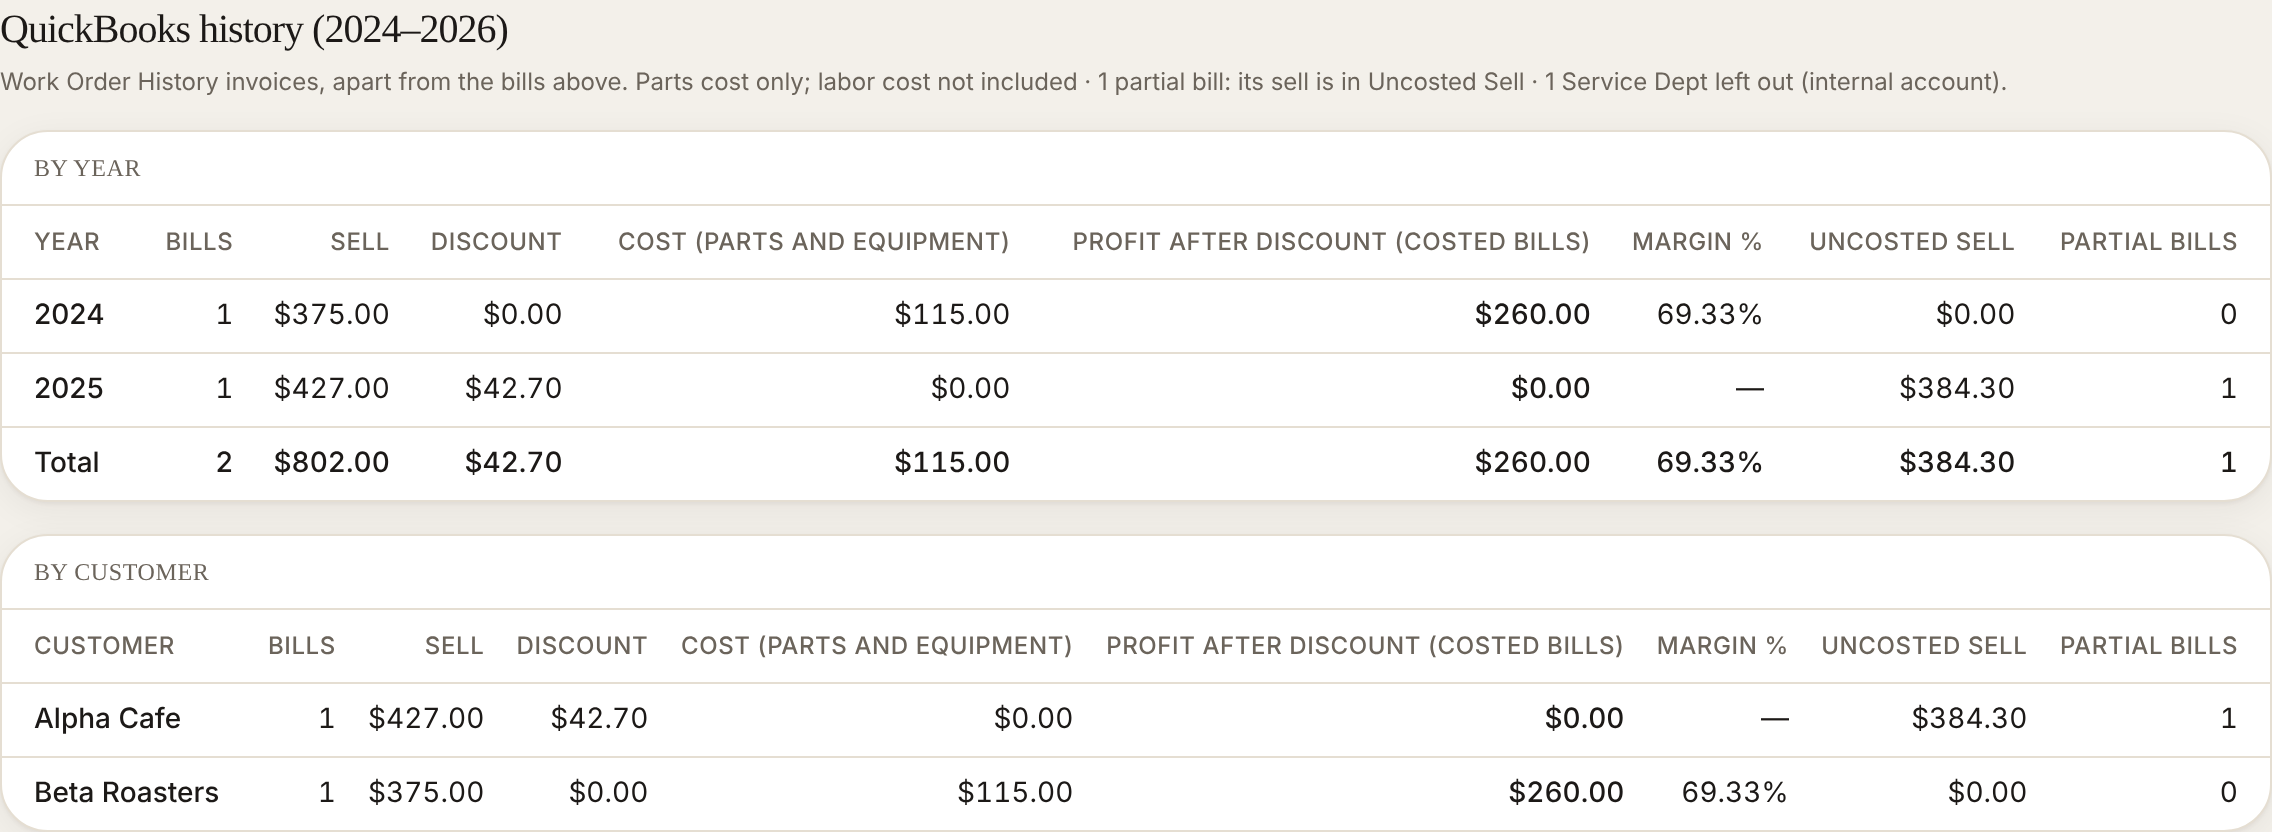 QuickBooks history (2024–2026)
Work Order History invoices, apart from the bills above. Parts cost only; labor cost not included · 1 partial bill: its sell is in Uncosted Sell · 1 Service Dept left out (internal account).
BY YEAR
YEAR BILLS SELL DISCOUNT COST (PARTS AND EQUIPMENT) PROFIT AFTER DISCOUNT (COSTED BILLS) MARGIN % UNCOSTED SELL PARTIAL BILLS
2024 1 $375.00 $0.00 $115.00 $260.00 69.33% $0.00 0
2025 1 $427.00 $42.70 $0.00 $0.00 — $384.30 1
Total 2 $802.00 $42.70 $115.00 $260.00 69.33% $384.30 1
BY CUSTOMER
CUSTOMER BILLS SELL DISCOUNT COST (PARTS AND EQUIPMENT) PROFIT AFTER DISCOUNT (COSTED BILLS) MARGIN % UNCOSTED SELL PARTIAL BILLS
Alpha Cafe 1 $427.00 $42.70 $0.00 $0.00 — $384.30 1
Beta Roasters 1 $375.00 $0.00 $115.00 $260.00 69.33% $0.00 0